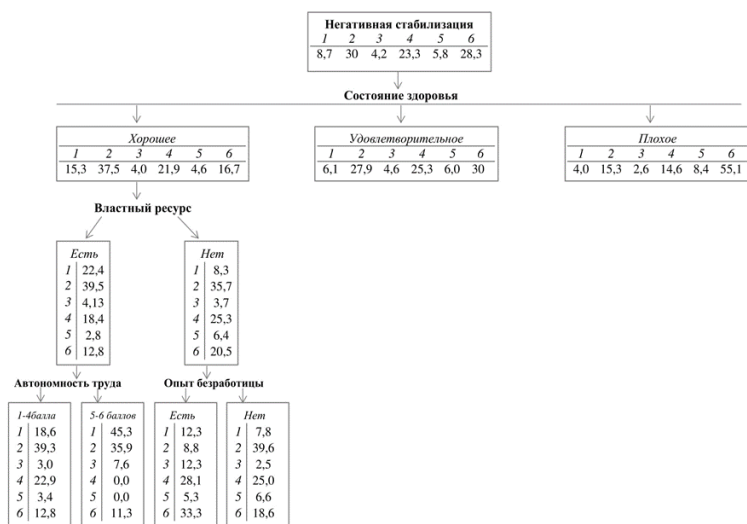 Негативная стабилизация
1 2 3 4 5 6
8,7 30 4,2 23,3 5,8 28,3
Состояние здоровья
Хорошее
1 2 3 4 5 6
15,3 37,5 4,0 21,9 4,6 16,7
Удовлетворительное
1 2 3 4 5 6
6,1 27,9 4,6 25,3 6,0 30
Плохое
1 2 3 4 5 6
4,0 15,3 2,6 14,6 8,4 55,1
Властный ресурс
Есть
1 22,4
2 39,5
3 4,13
4 18,4
5 2,8
6 12,8
Нет
1 8,3
2 35,7
3 3,7
4 25,3
5 6,4
6 20,5
Автономность труда
1-4балла
1 18,6
2 39,3
3 3,0
4 22,9
5 3,4
6 12,8
5-6 баллов
1 45,3
2 35,9
3 7,6
4 0,0
5 0,0
6 11,3
Опыт безработицы
Есть
1 12,3
2 8,8
3 12,3
4 28,1
5 5,3
6 33,3
Нет
1 7,8
2 39,6
3 2,5
4 25,0
5 6,6
6 18,6